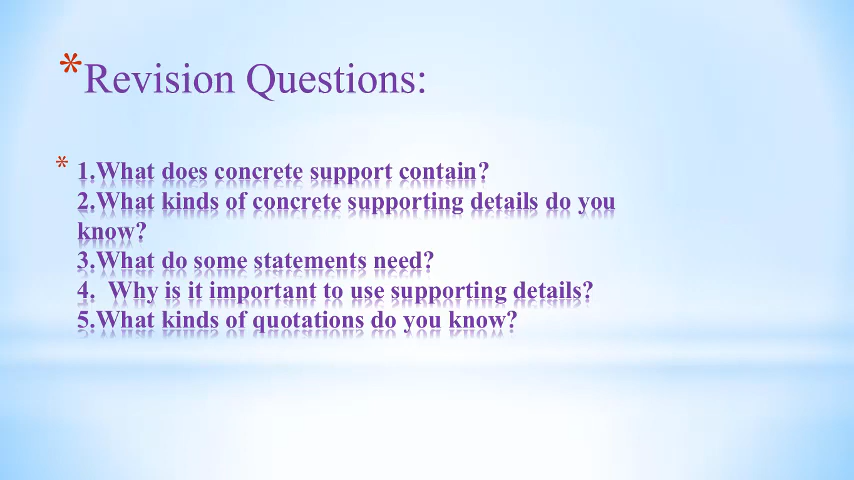 *Revision Questions:
* 1.What does concrete support contain?
2.What kinds of concrete supporting details do you
know?
3.What do some statements need?
4.  Why is it important to use supporting details?
5.What kinds of quotations do you know?